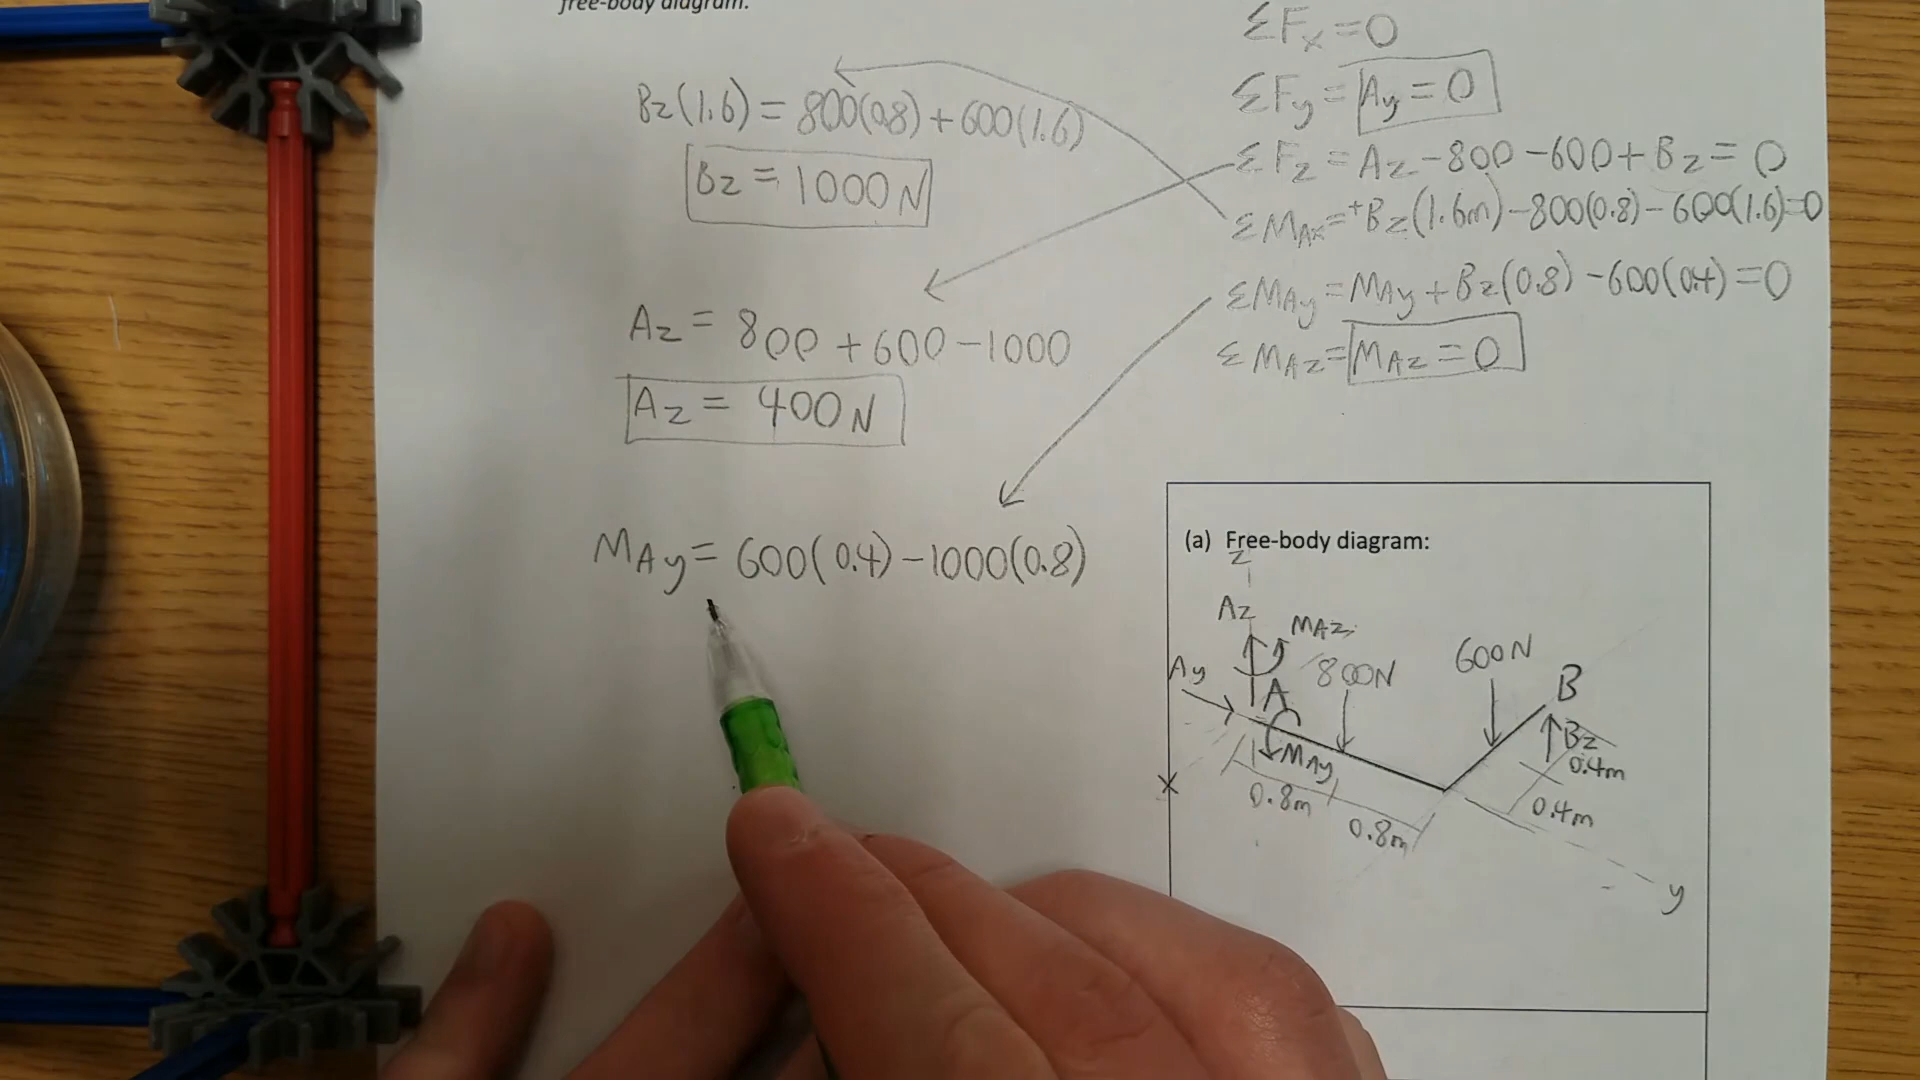 free-body diagram.
Bz(1.6) = 800(0.8) + 600(1.6)
Bz = 1000N
Az = 800 + 600 - 1000
Az = 400N
MAy = 600(0.4) - 1000(0.8)
ΣFx = 0
ΣFy = Ay = 0
ΣFz = Az - 800 - 600 + Bz = 0
ΣMAx = +Bz(1.6m) - 800(0.8) - 600(1.6) = 0
ΣMAy = MAy + Bz(0.8) - 600(0.4) = 0
ΣMAz = MAz = 0
(a) Free-body diagram:
z
Az
MAz
Ay
A
800N
600N
B
Bz
MAy
0.4m
x
0.8m
0.4m
0.8m
y